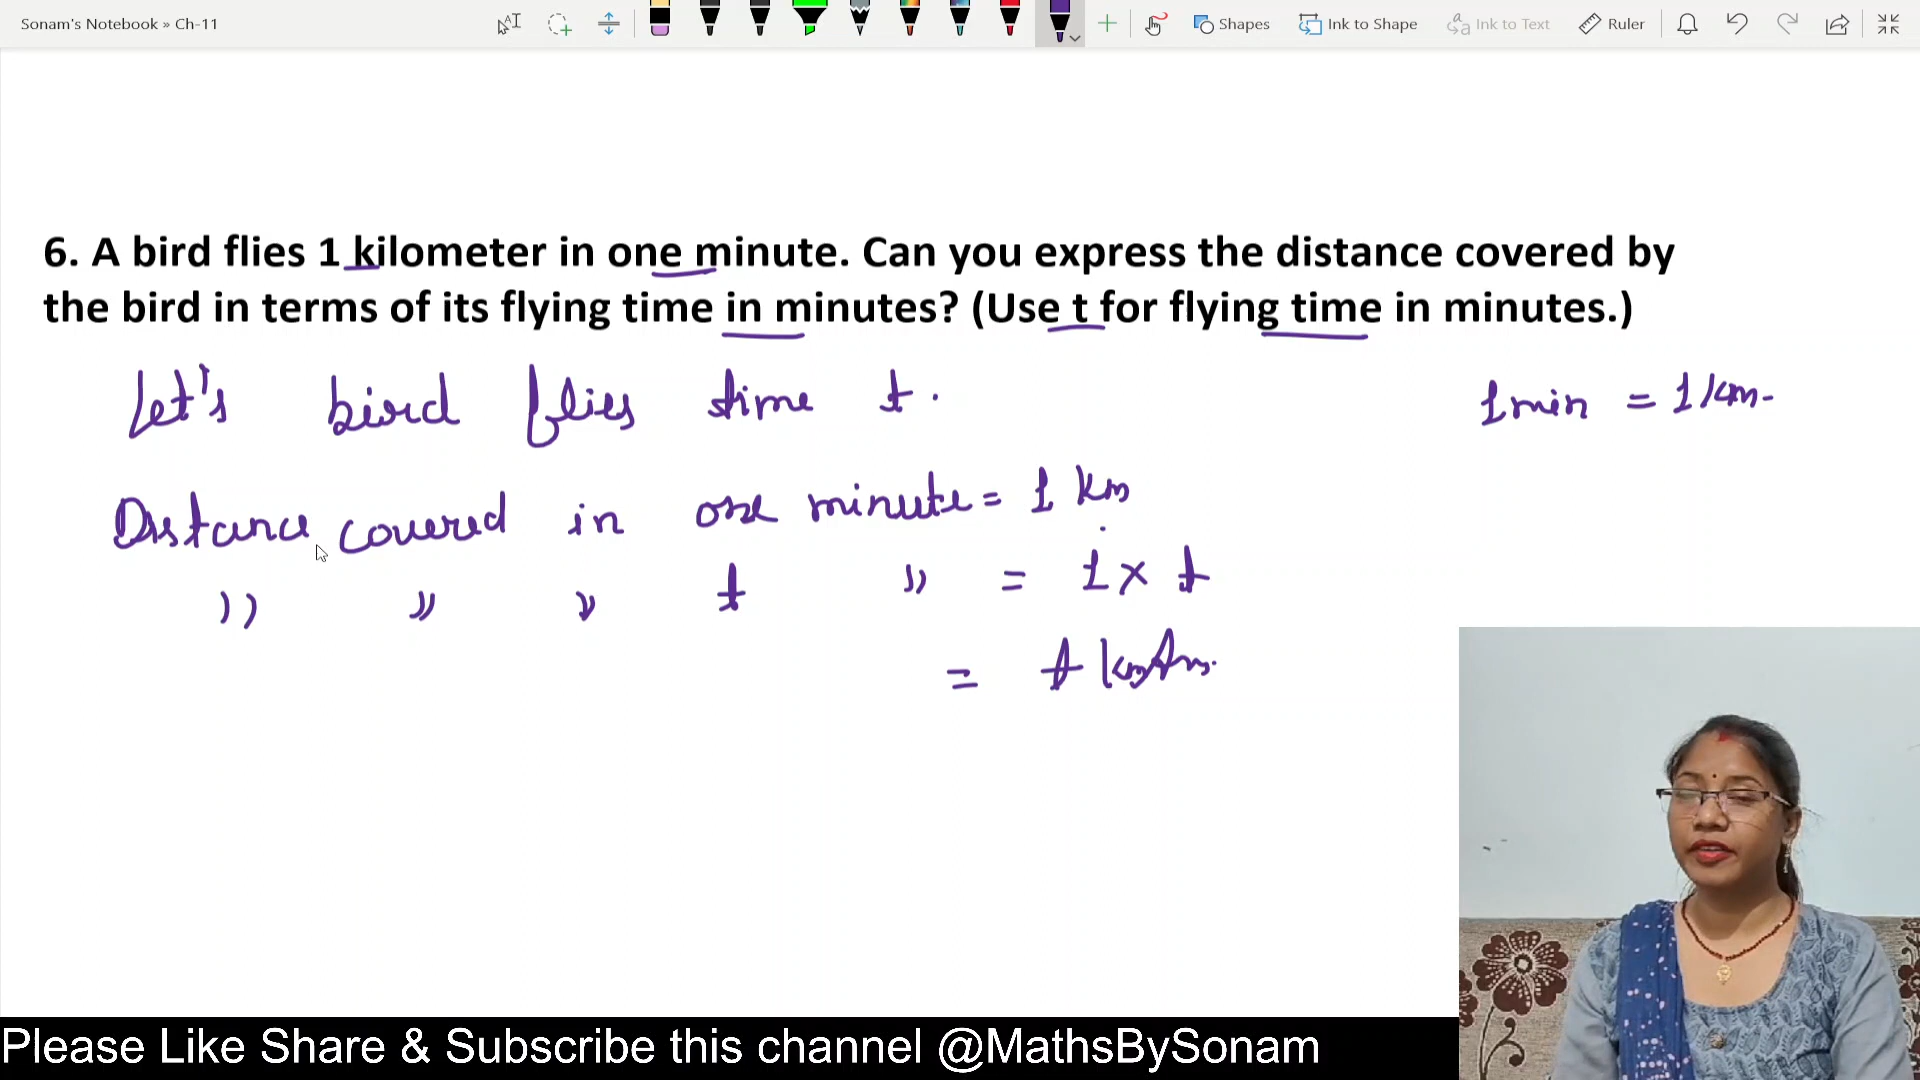 Sonam's Notebook » Ch-11
Shapes Ink to Shape Ink to Text Ruler
6. A bird flies 1 kilometer in one minute. Can you express the distance covered by
the bird in terms of its flying time in minutes? (Use t for flying time in minutes.)
Let's bird flies time t.
1 min = 1 km.
Distance covered in one minute = 1 km
" " " t " = 1 × t
= t km
Please Like Share & Subscribe this channel @MathsBySonam